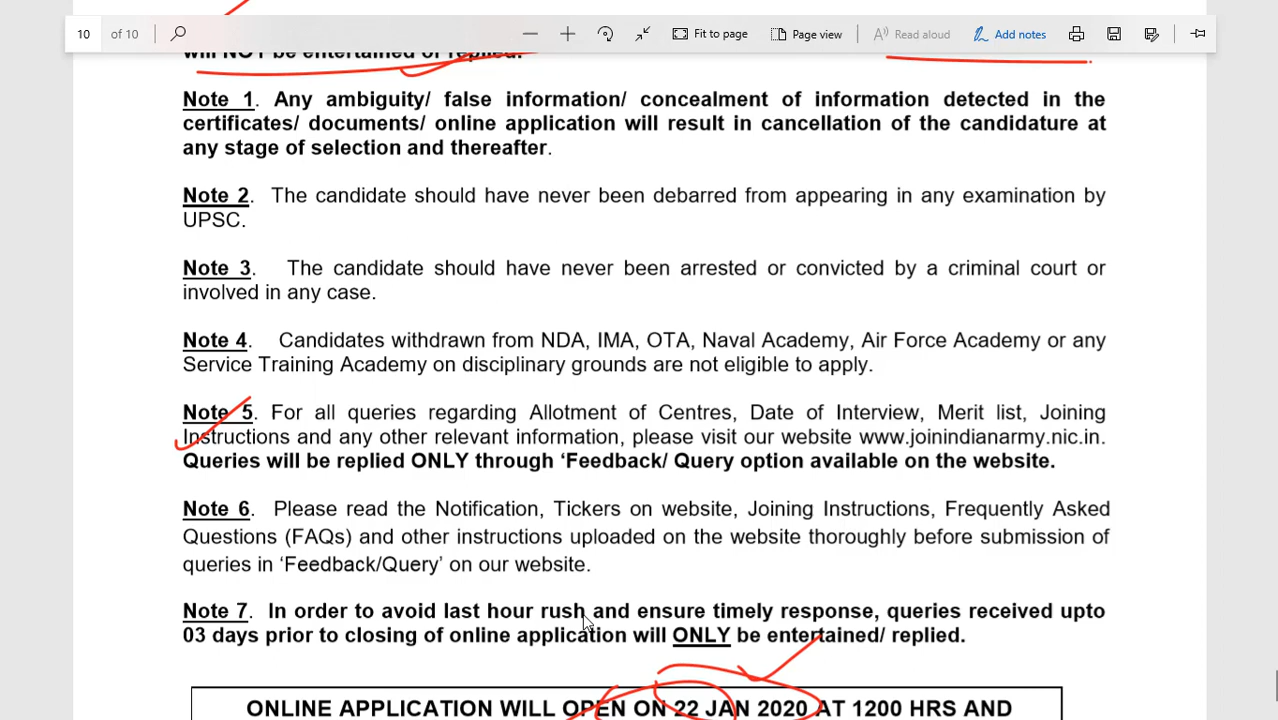 10 of 10 Fit to page Page view Read aloud Add notes
will NOT be entertained or replied.
Note 1. Any ambiguity/ false information/ concealment of information detected in the
certificates/ documents/ online application will result in cancellation of the candidature at
any stage of selection and thereafter.
Note 2. The candidate should have never been debarred from appearing in any examination by
UPSC.
Note 3. The candidate should have never been arrested or convicted by a criminal court or
involved in any case.
Note 4. Candidates withdrawn from NDA, IMA, OTA, Naval Academy, Air Force Academy or any
Service Training Academy on disciplinary grounds are not eligible to apply.
Note 5. For all queries regarding Allotment of Centres, Date of Interview, Merit list, Joining
Instructions and any other relevant information, please visit our website www.joinindianarmy.nic.in.
Queries will be replied ONLY through ‘Feedback/ Query option available on the website.
Note 6. Please read the Notification, Tickers on website, Joining Instructions, Frequently Asked
Questions (FAQs) and other instructions uploaded on the website thoroughly before submission of
queries in ‘Feedback/Query’ on our website.
Note 7. In order to avoid last hour rush and ensure timely response, queries received upto
03 days prior to closing of online application will ONLY be entertained/ replied.
ONLINE APPLICATION WILL OPEN ON 22 JAN 2020 AT 1200 HRS AND